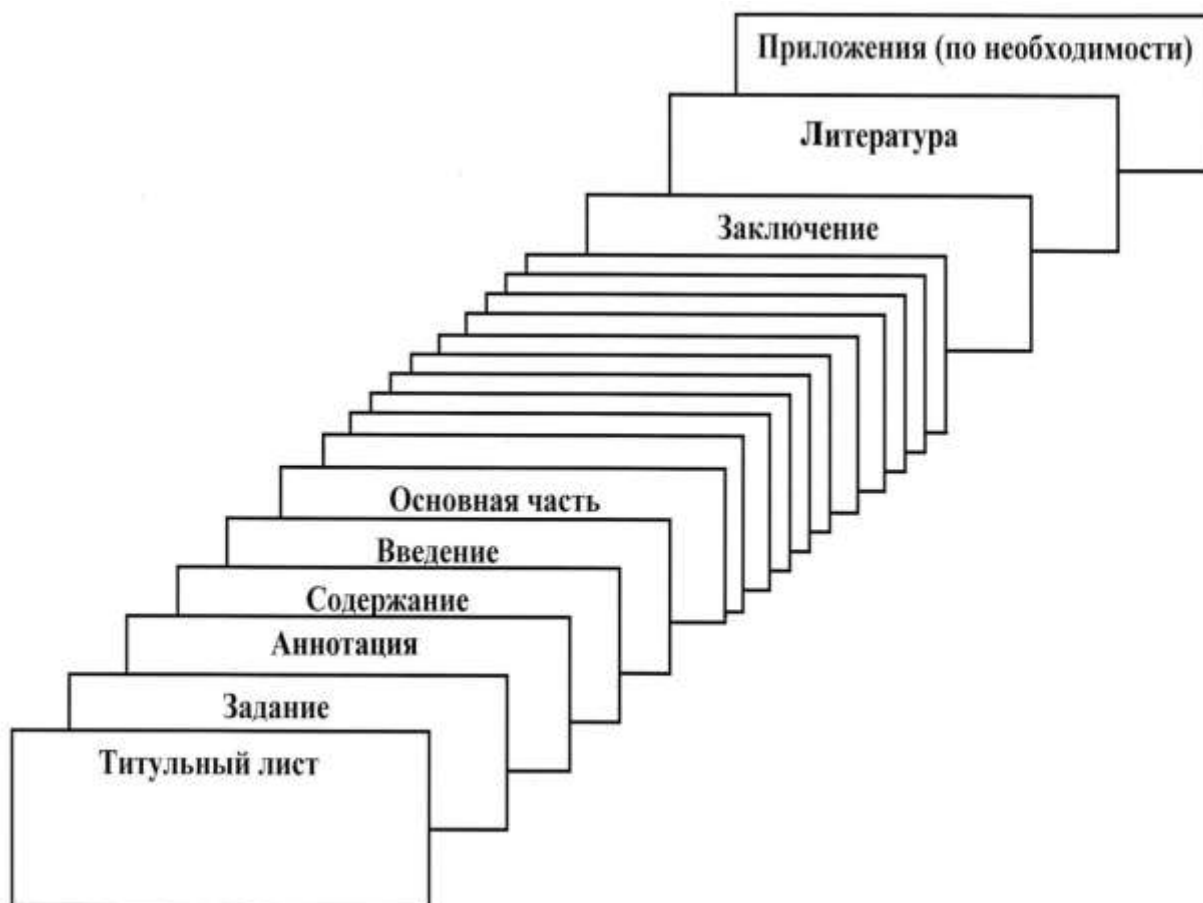 Приложения (по необходимости)
Литература
Заключение
Основная часть
Введение
Содержание
Аннотация
Задание
Титульный лист